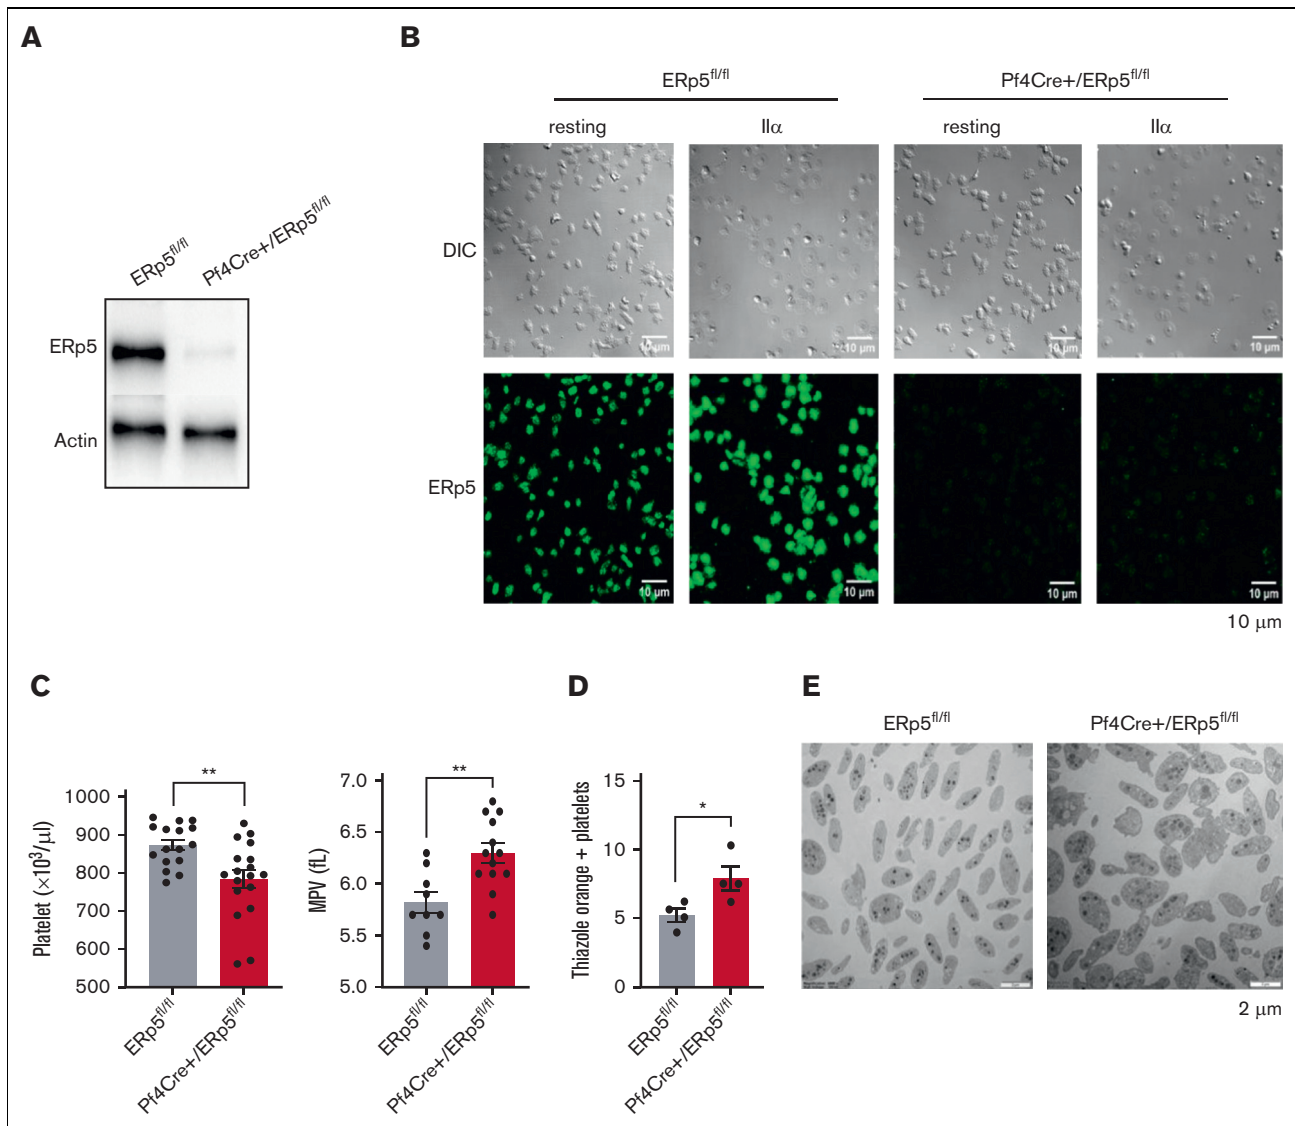 A
ERp5fl/fl
Pf4Cre+/ERp5fl/fl
ERp5
Actin
B
ERp5fl/fl
Pf4Cre+/ERp5fl/fl
resting
IIα
resting
IIα
DIC
10 µm
10 µm
10 µm
10 µm
ERp5
10 µm
10 µm
10 µm
10 µm
10 µm
C
Platelet (×10³/µl)
1000
900
800
700
600
500
**
ERp5fl/fl
Pf4Cre+/ERp5fl/fl
MPV (fL)
7.0
6.5
6.0
5.5
5.0
**
ERp5fl/fl
Pf4Cre+/ERp5fl/fl
D
Thiazole orange + platelets
15
10
5
0
*
ERp5fl/fl
Pf4Cre+/ERp5fl/fl
E
ERp5fl/fl
Pf4Cre+/ERp5fl/fl
2 µm